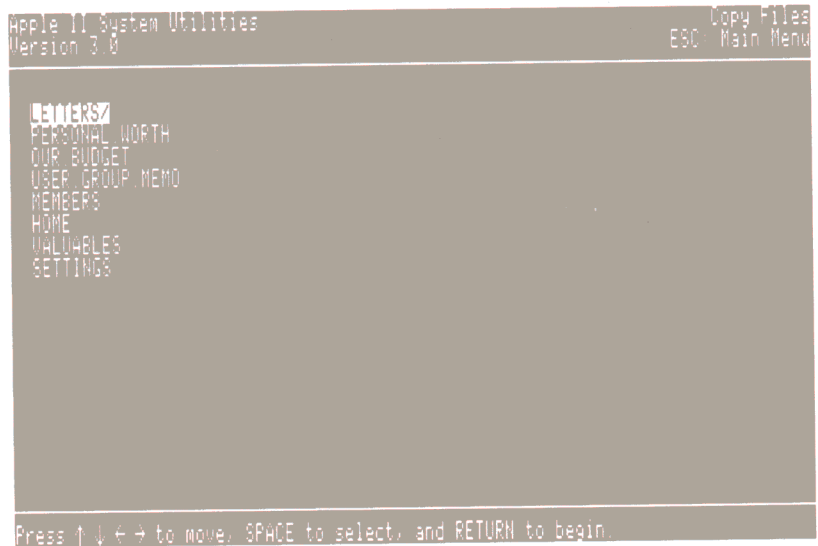 Apple II System Utilities
Copy Files
Version 3.0
ESC: Main Menu
LETTERS/
PERSONAL.WORTH
OUR.BUDGET
USER.GROUP.MEMO
MEMBERS
HOME
VALUABLES
SETTINGS
Press ↑ ↓ ← → to move, SPACE to select, and RETURN to begin.